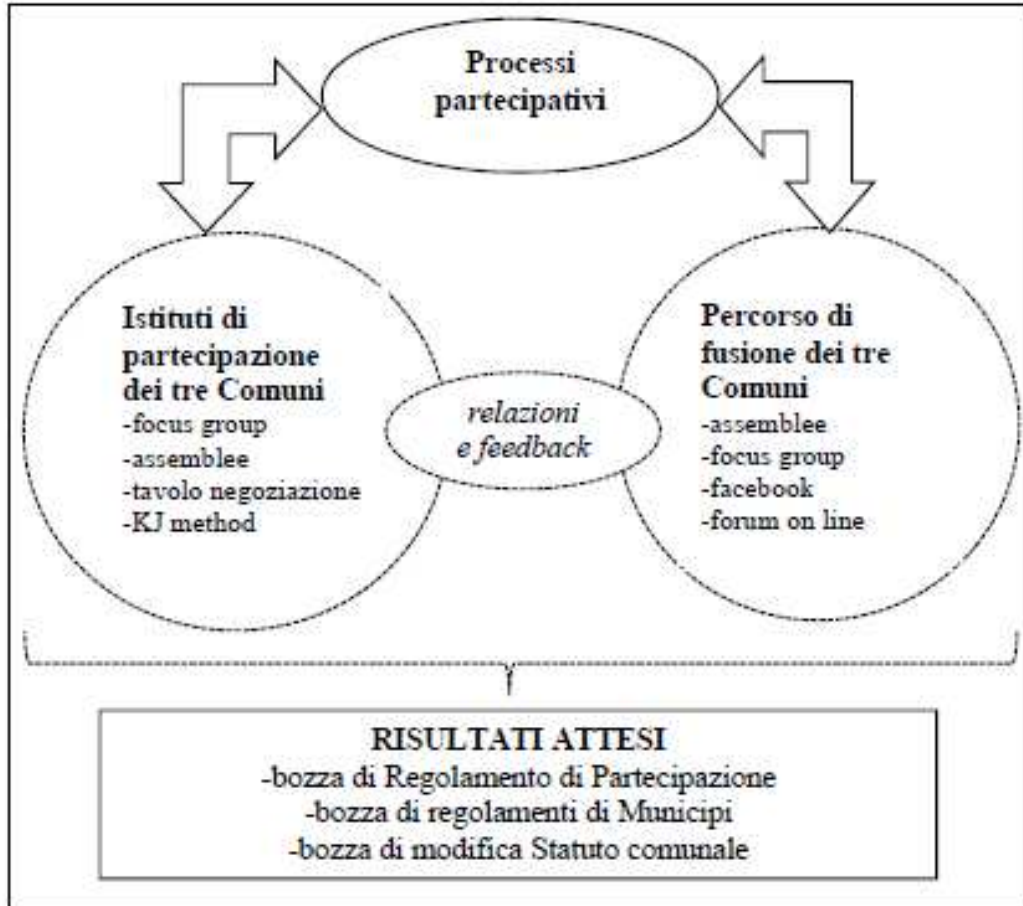 Processi
partecipativi
Istituti di
partecipazione
dei tre Comuni
-focus group
-assemblee
-tavolo negoziazione
-KJ method
relazioni
e feedback
Percorso di
fusione dei tre
Comuni
-assemblee
-focus group
-facebook
-forum on line
RISULTATI ATTESI
-bozza di Regolamento di Partecipazione
-bozza di regolamenti di Municipi
-bozza di modifica Statuto comunale